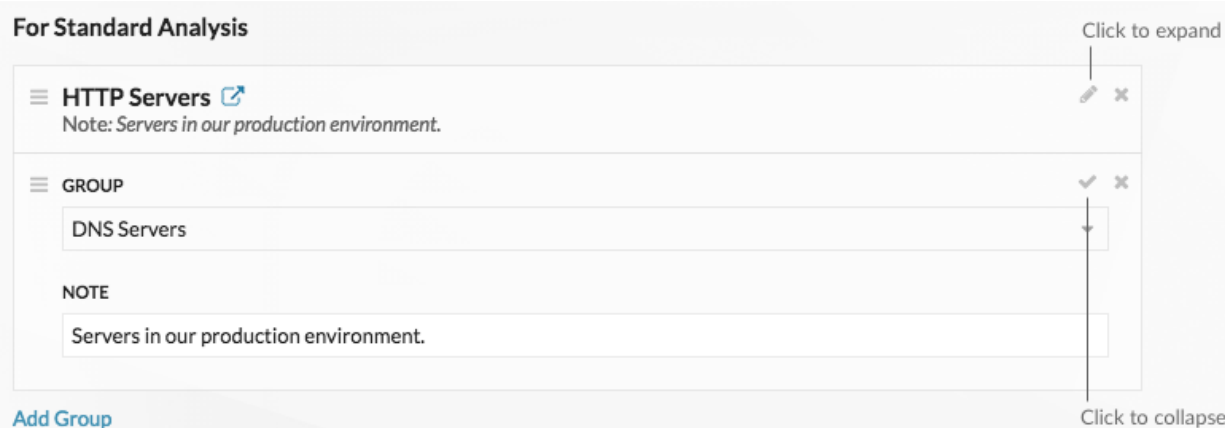 For Standard Analysis
Click to expand
HTTP Servers
Note: Servers in our production environment.
GROUP
DNS Servers
NOTE
Servers in our production environment.
Add Group
Click to collapse